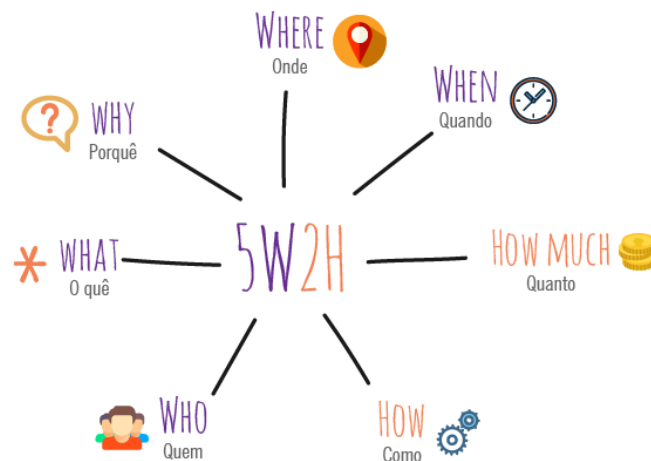 WHERE
Onde
WHEN
Quando
WHY
Porquê
5W2H
HOW MUCH
Quanto
WHAT
O quê
WHO
Quem
HOW
Como